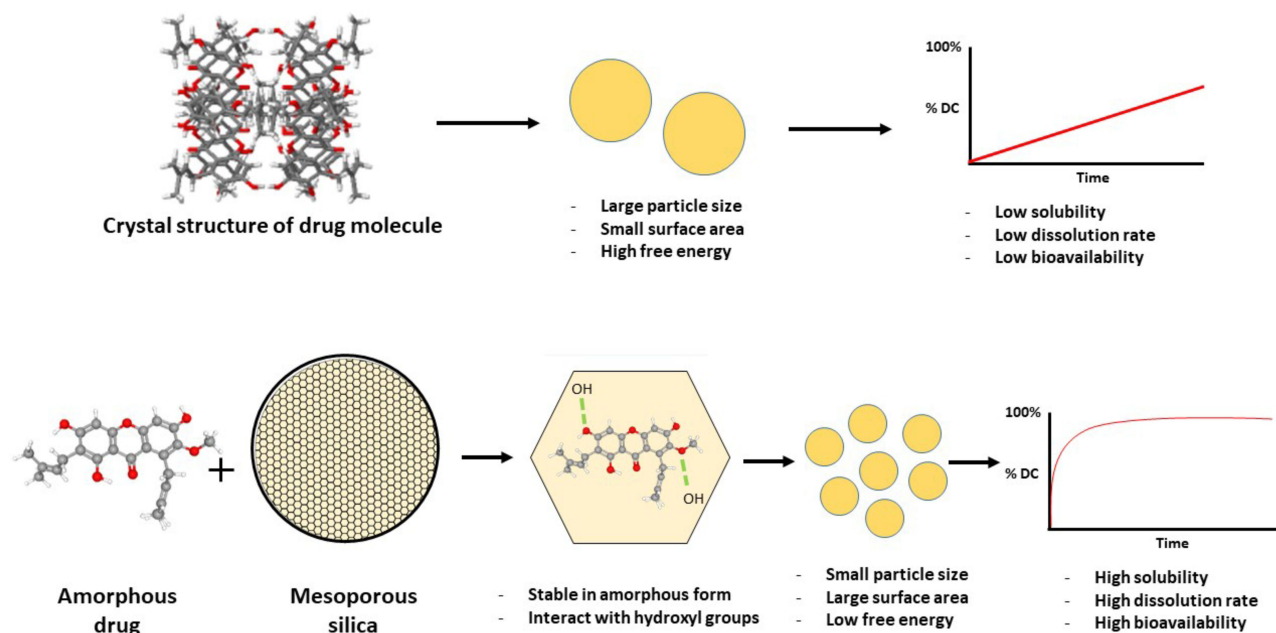 100%
% DC
Time
Crystal structure of drug molecule
- Large particle size
- Small surface area
- High free energy
- Low solubility
- Low dissolution rate
- Low bioavailability
OH
OH
100%
% DC
Time
+
Amorphous
drug
Mesoporous
silica
- Stable in amorphous form
- Interact with hydroxyl groups
- Small particle size
- Large surface area
- Low free energy
- High solubility
- High dissolution rate
- High bioavailability